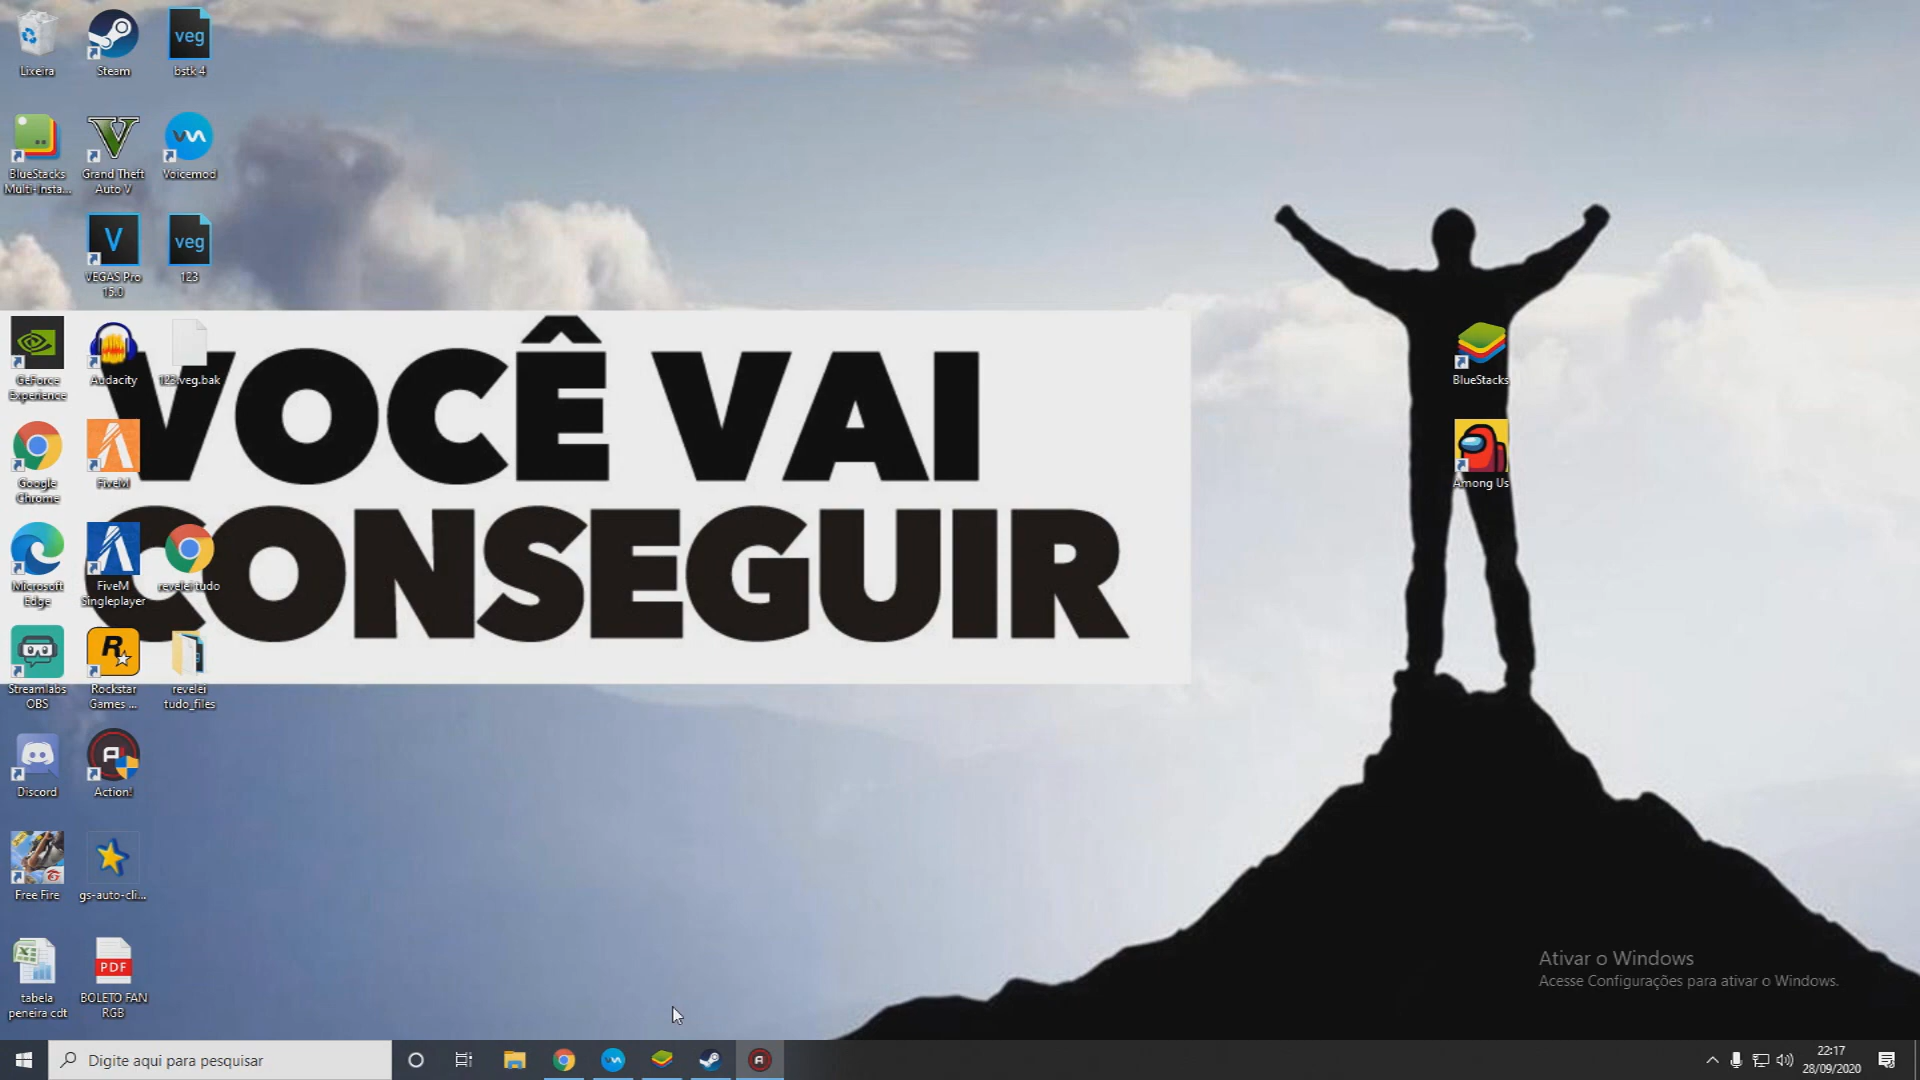 Lixeira
Steam
veg
bstk 4
BlueStacks
Multi-Insta...
Grand Theft
Auto V
Voicemod
V
VEGAS Pro
15.0
veg
123
GeForce
Experience
Audacity
123.veg.bak
VOCÊ VAI
CONSEGUIR
BlueStacks
Google
Chrome
FiveM
Among Us
Microsoft
Edge
FiveM
Singleplayer
revelei tudo
Streamlabs
OBS
Rockstar
Games ...
revelei
tudo_files
Discord
Action!
Free Fire
gs-auto-cli...
tabela
peneira cdt
PDF
BOLETO FAN
RGB
Ativar o Windows
Acesse Configurações para ativar o Windows.
Digite aqui para pesquisar
22:17
28/09/2020